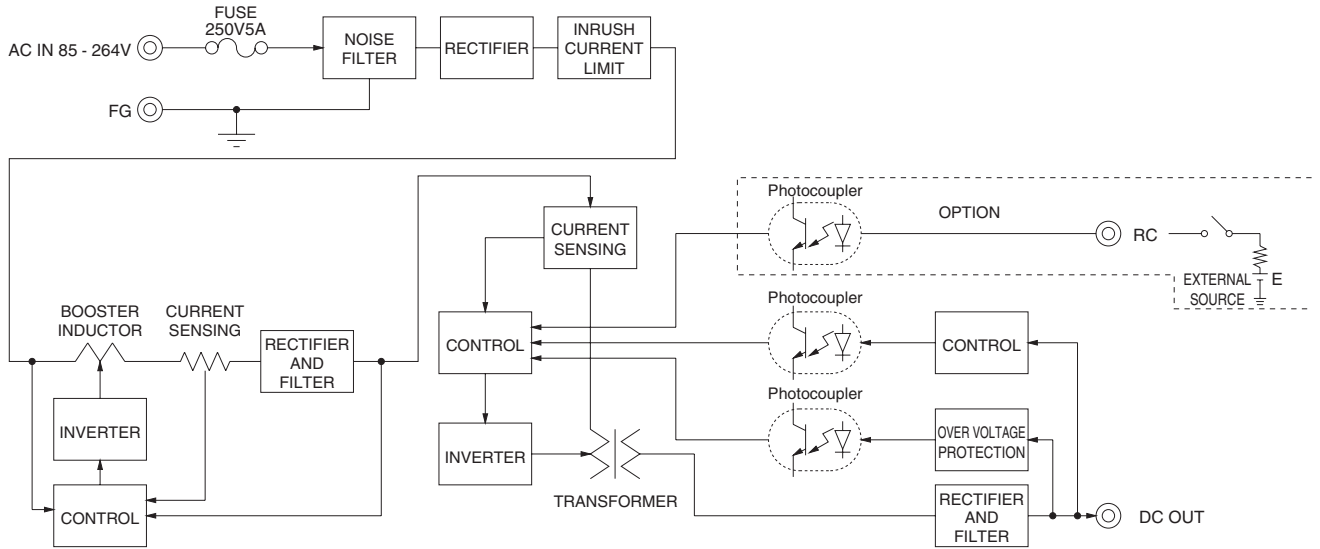 FUSE
250V5A
AC IN 85 - 264V
NOISE
FILTER
RECTIFIER
INRUSH
CURRENT
LIMIT
FG
Photocoupler
OPTION
RC
CURRENT
SENSING
EXTERNAL
SOURCE
E
BOOSTER
INDUCTOR
CURRENT
SENSING
RECTIFIER
AND
FILTER
CONTROL
Photocoupler
CONTROL
Photocoupler
INVERTER
INVERTER
OVER VOLTAGE
PROTECTION
TRANSFORMER
CONTROL
RECTIFIER
AND
FILTER
DC OUT